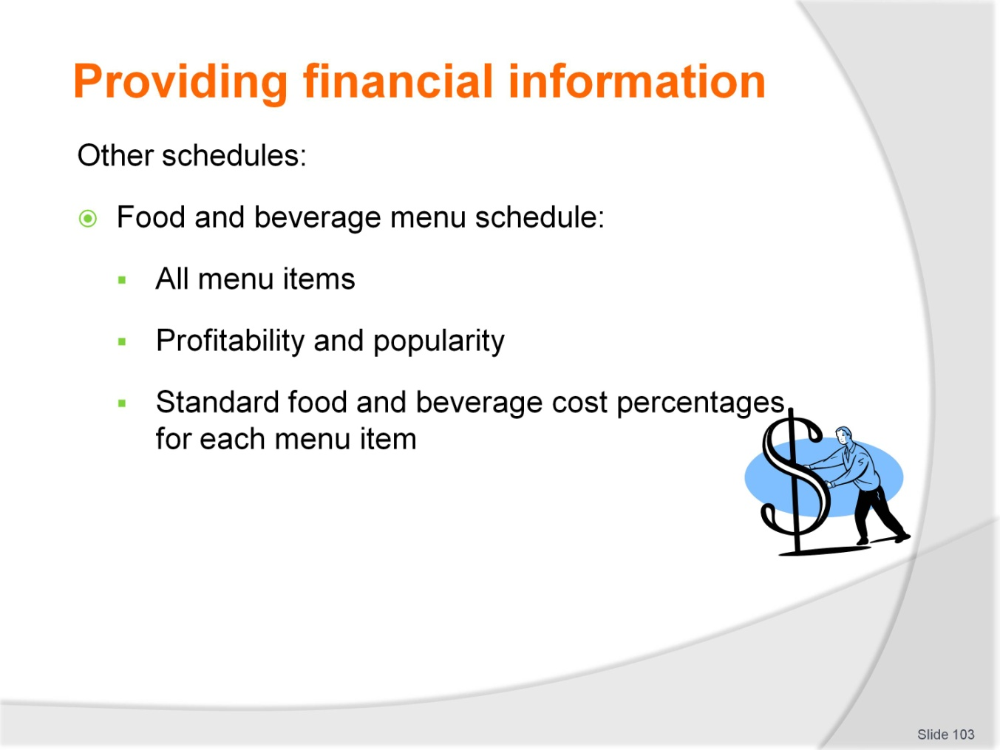 Providing financial information
Other schedules:
Food and beverage menu schedule:
All menu items
Profitability and popularity
Standard food and beverage cost percentages
for each menu item
Slide 103